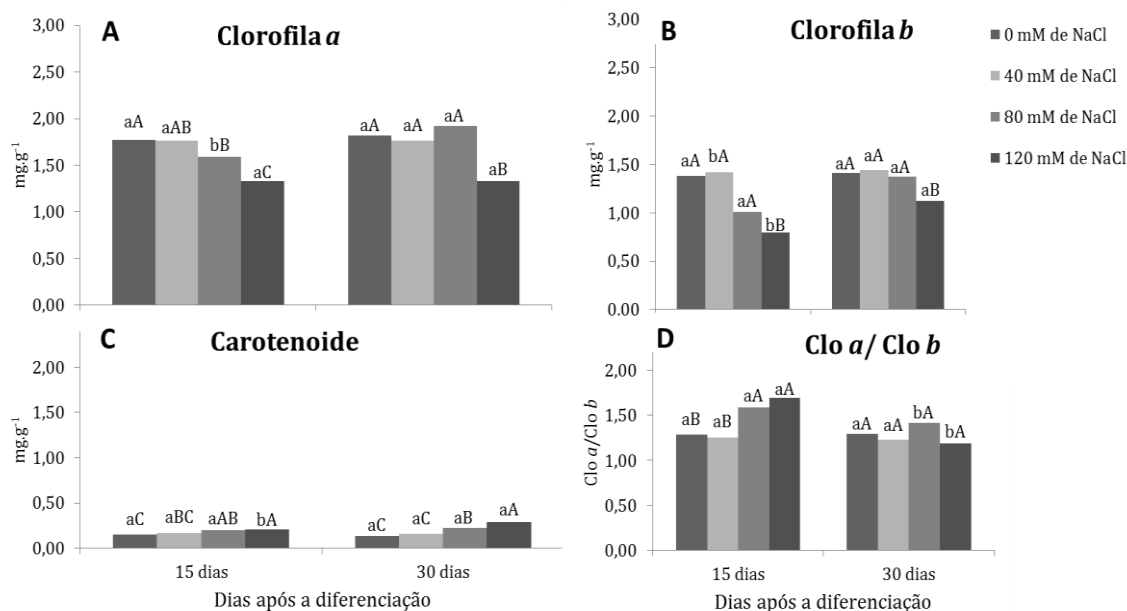 A
Clorofila a
3,00
2,50
2,00
1,50
1,00
0,50
0,00
mg.g-1
aA
aAB
bB
aC
aA
aA
aA
aB
B
Clorofila b
3,00
2,50
2,00
1,50
1,00
0,50
0.00
mg.g-1
aA
bA
aA
bB
aA
aA
aA
aB
0 mM de NaCl
40 mM de NaCl
80 mM de NaCl
120 mM de NaCl
C
Carotenoide
2,00
1,50
1,00
0,50
0,00
mg.g-1
aC
aBC
aAB
bA
aC
aC
aB
aA
15 dias
30 dias
Dias após a diferenciação
D
Clo a/ Clo b
2,00
1,50
1,00
0,50
0,00
Clo a/Clo b
aB
aB
aA
aA
aA
aA
bA
bA
15 dias
30 dias
Dias após a diferenciação